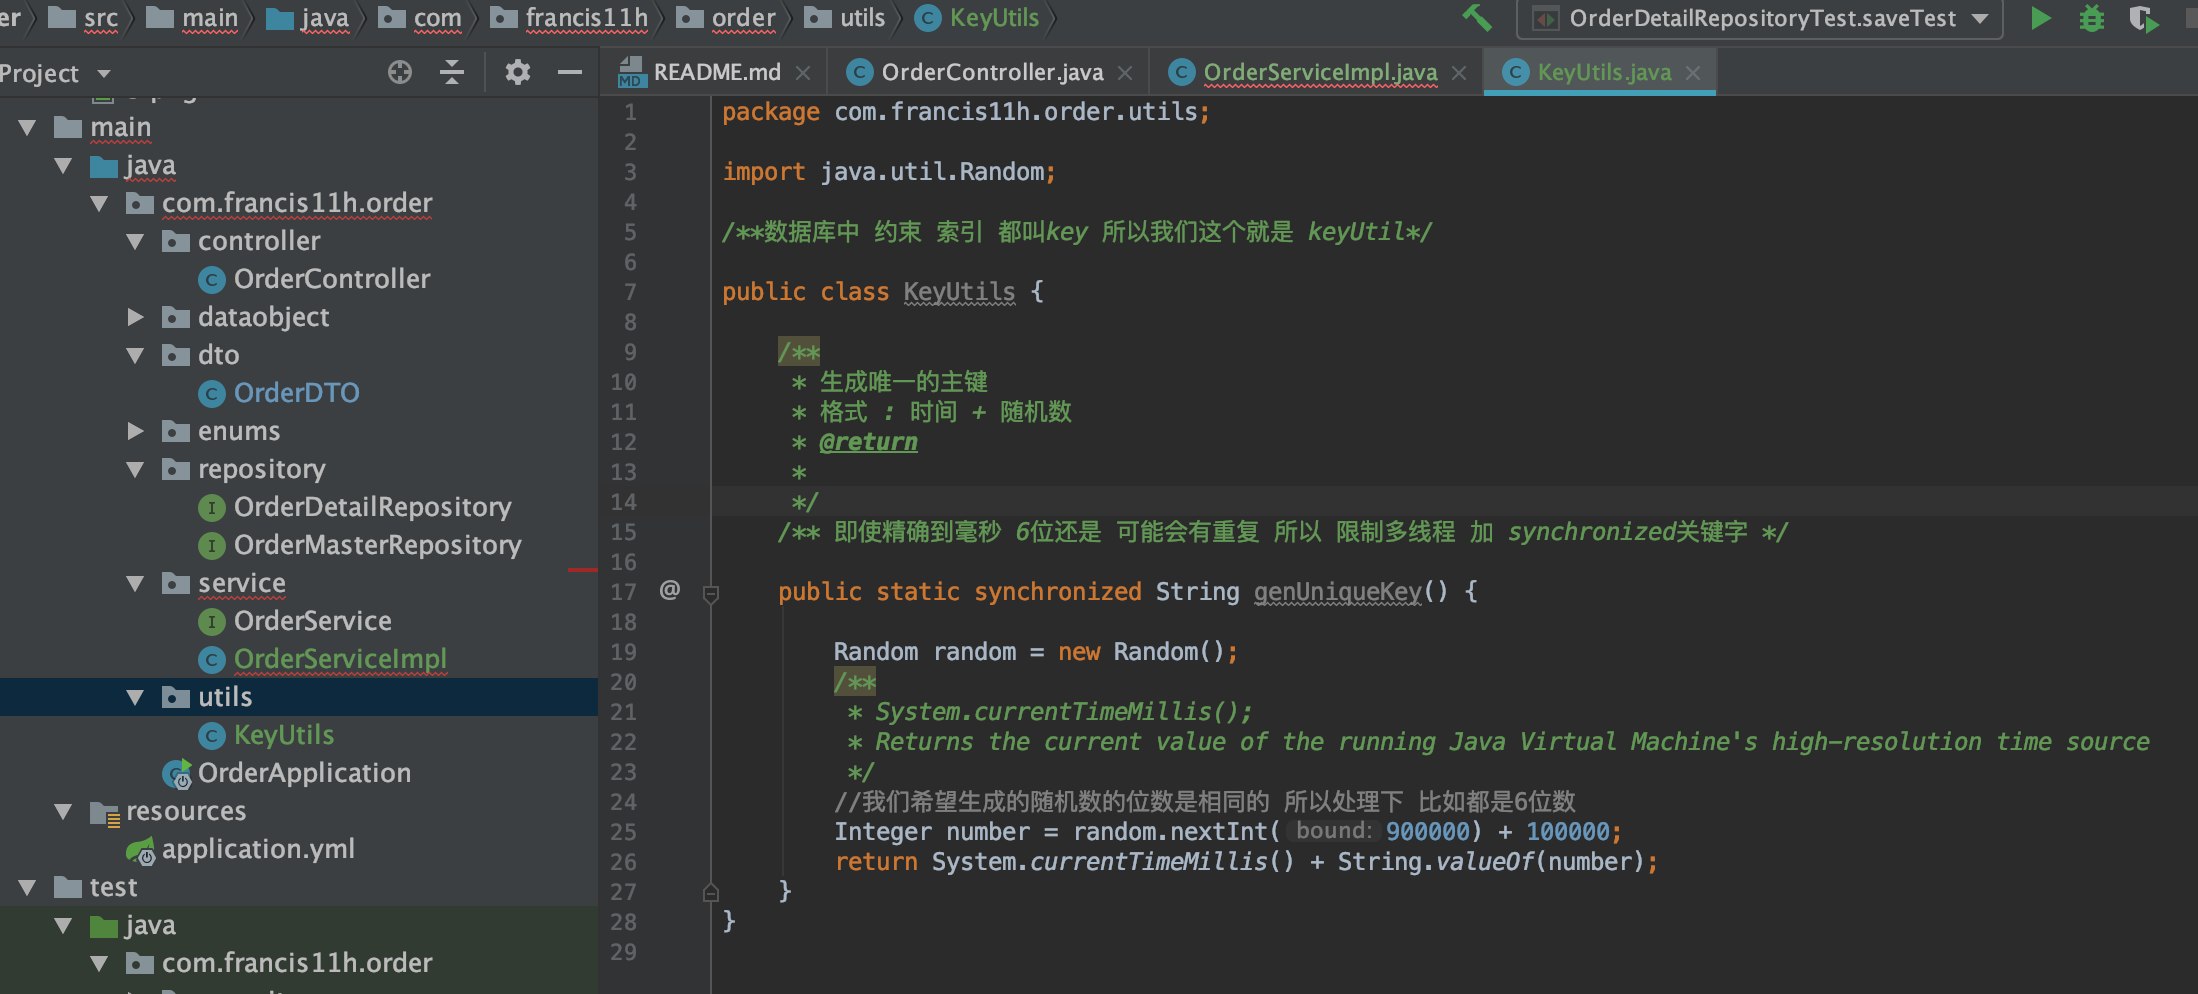 er src main java com francis11h order utils KeyUtils OrderDetailRepositoryTest.saveTest
Project
README.md OrderController.java OrderServiceImpl.java KeyUtils.java
main
java
com.francis11h.order
controller
OrderController
dataobject
dto
OrderDTO
enums
repository
OrderDetailRepository
OrderMasterRepository
service
OrderService
OrderServiceImpl
utils
KeyUtils
OrderApplication
resources
application.yml
test
java
com.francis11h.order
1 package com.francis11h.order.utils;
2
3 import java.util.Random;
4
5 /**数据库中 约束 索引 都叫key 所以我们这个就是 keyUtil*/
6
7 public class KeyUtils {
8
9 /**
10 * 生成唯一的主键
11 * 格式 : 时间 + 随机数
12 * @return
13 *
14 */
15 /** 即使精确到毫秒 6位还是 可能会有重复 所以 限制多线程 加 synchronized关键字 */
16
17 @ public static synchronized String genUniqueKey() {
18
19 Random random = new Random();
20 /**
21 * System.currentTimeMillis();
22 * Returns the current value of the running Java Virtual Machine's high-resolution time source
23 */
24 //我们希望生成的随机数的位数是相同的 所以处理下 比如都是6位数
25 Integer number = random.nextInt( bound: 900000) + 100000;
26 return System.currentTimeMillis() + String.valueOf(number);
27 }
28 }
29